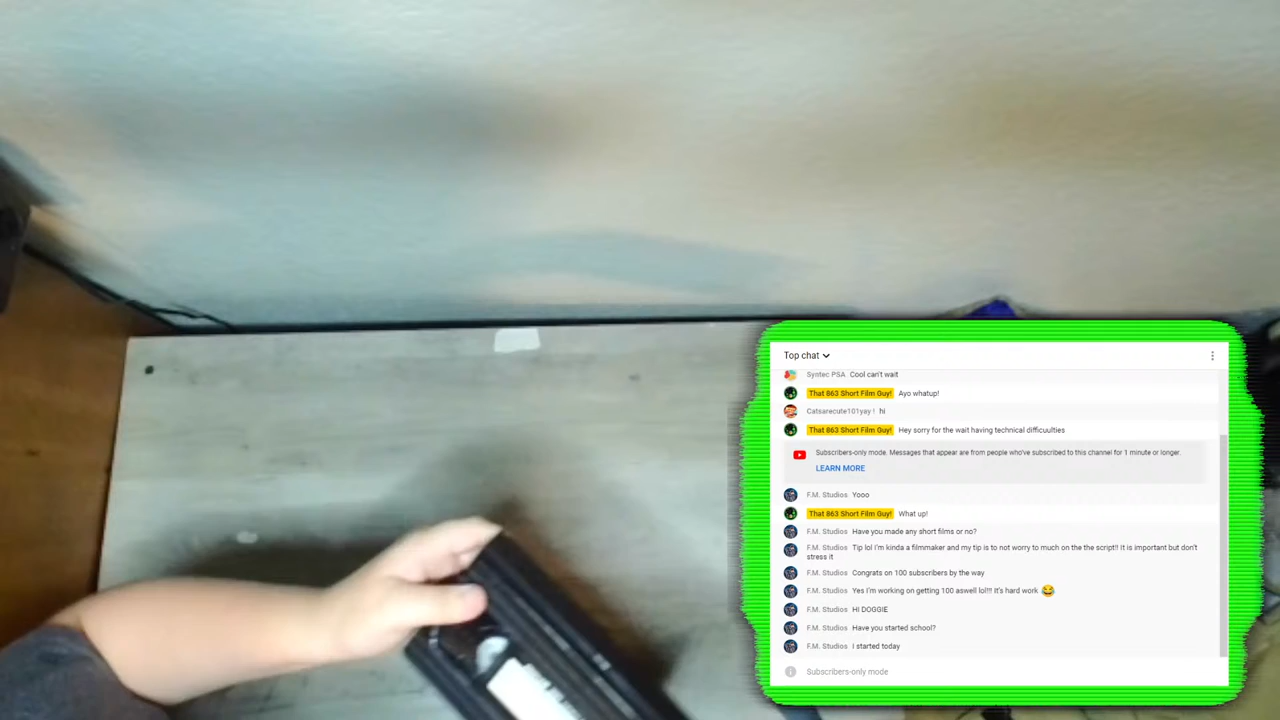 Top chat
Syntec PSA Cool can't wait
That 863 Short Film Guy! Ayo whatup!
Catsarecute101yay ! hi
That 863 Short Film Guy! Hey sorry for the wait having technical difficuulties
Subscribers-only mode. Messages that appear are from people who've subscribed to this channel for 1 minute or longer.
LEARN MORE
F.M. Studios Yooo
That 863 Short Film Guy! What up!
F.M. Studios Have you made any short films or no?
F.M. Studios Tip lol I'm kinda a filmmaker and my tip is to not worry to much on the the script!! It is important but don't
stress it
F.M. Studios Congrats on 100 subscribers by the way
F.M. Studios Yes I'm working on getting 100 aswell lol!!! It's hard work 😂
F.M. Studios HI DOGGIE
F.M. Studios Have you started school?
F.M. Studios I started today
Subscribers-only mode